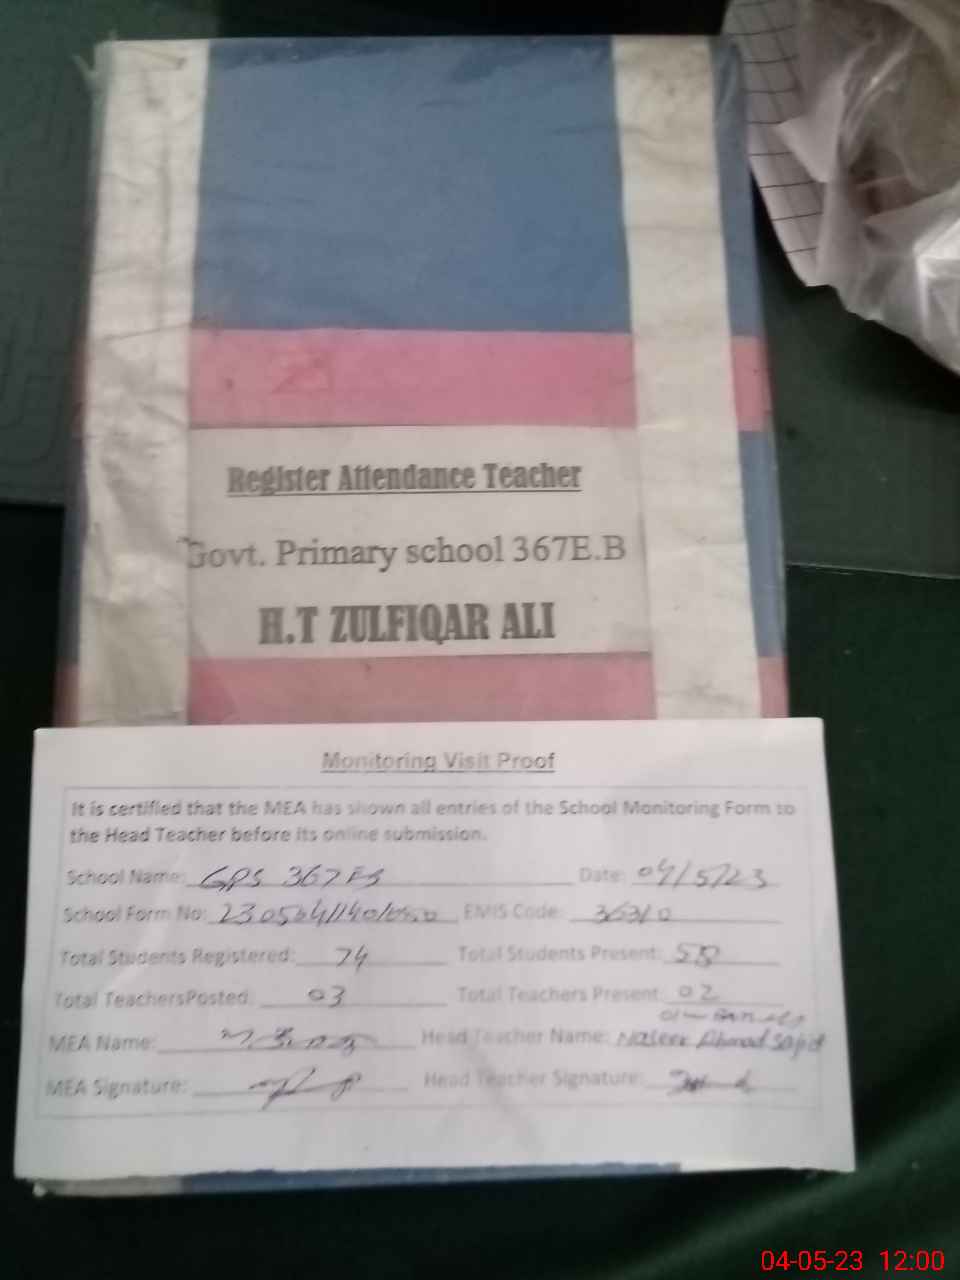 Register Attendance Teacher
Govt. Primary school 367E.B
H.T ZULFIQAR ALI
Monitoring Visit Proof
It is certified that the MEA has shown all entries of the School Monitoring Form to
the Head Teacher before its online submission.
School Name: GPS 367 EB Date: 04/5/23
School Form No: EMIS Code:
Total Students Registered: 74 Total Students Present: 58
Total TeachersPosted: 03 Total Teachers Present: 02
MEA Name: Head Teacher Name: Naseer Ahmad Sajid
MEA Signature: Head Teacher Signature:
04-05-23 12:00